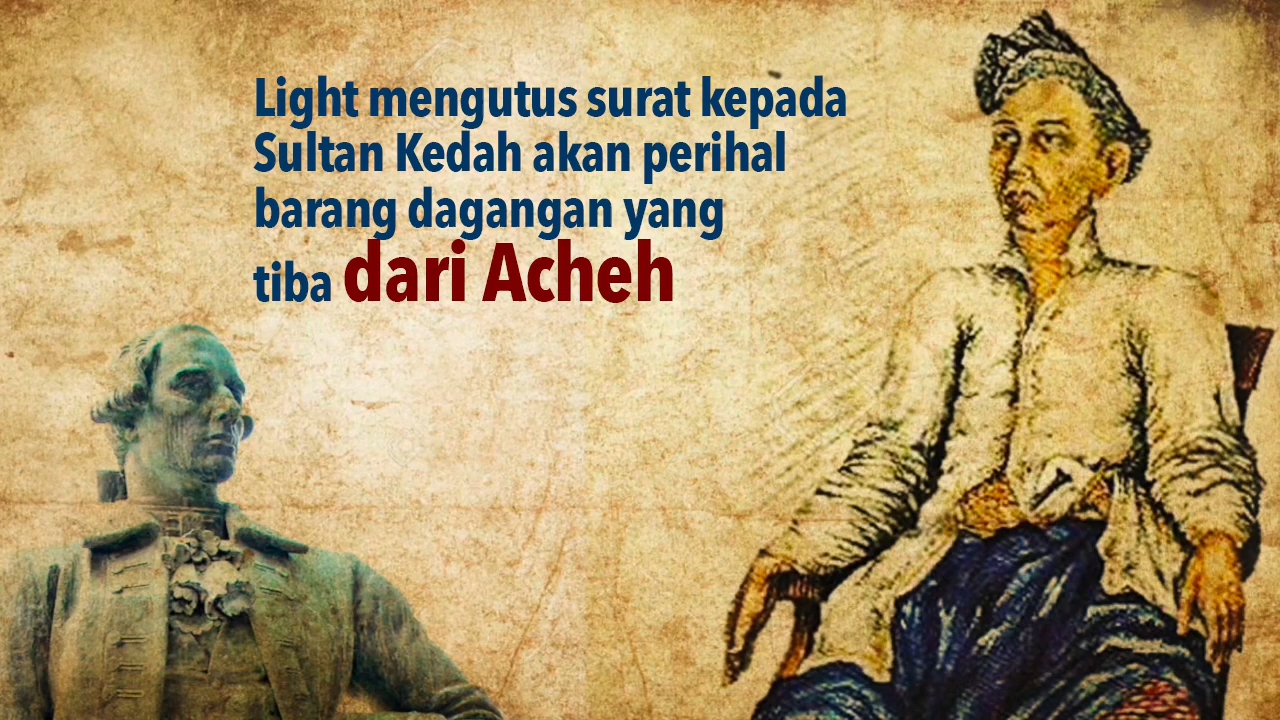 Light mengutus surat kepada
Sultan Kedah akan perihal
barang dagangan yang
tiba dari Acheh